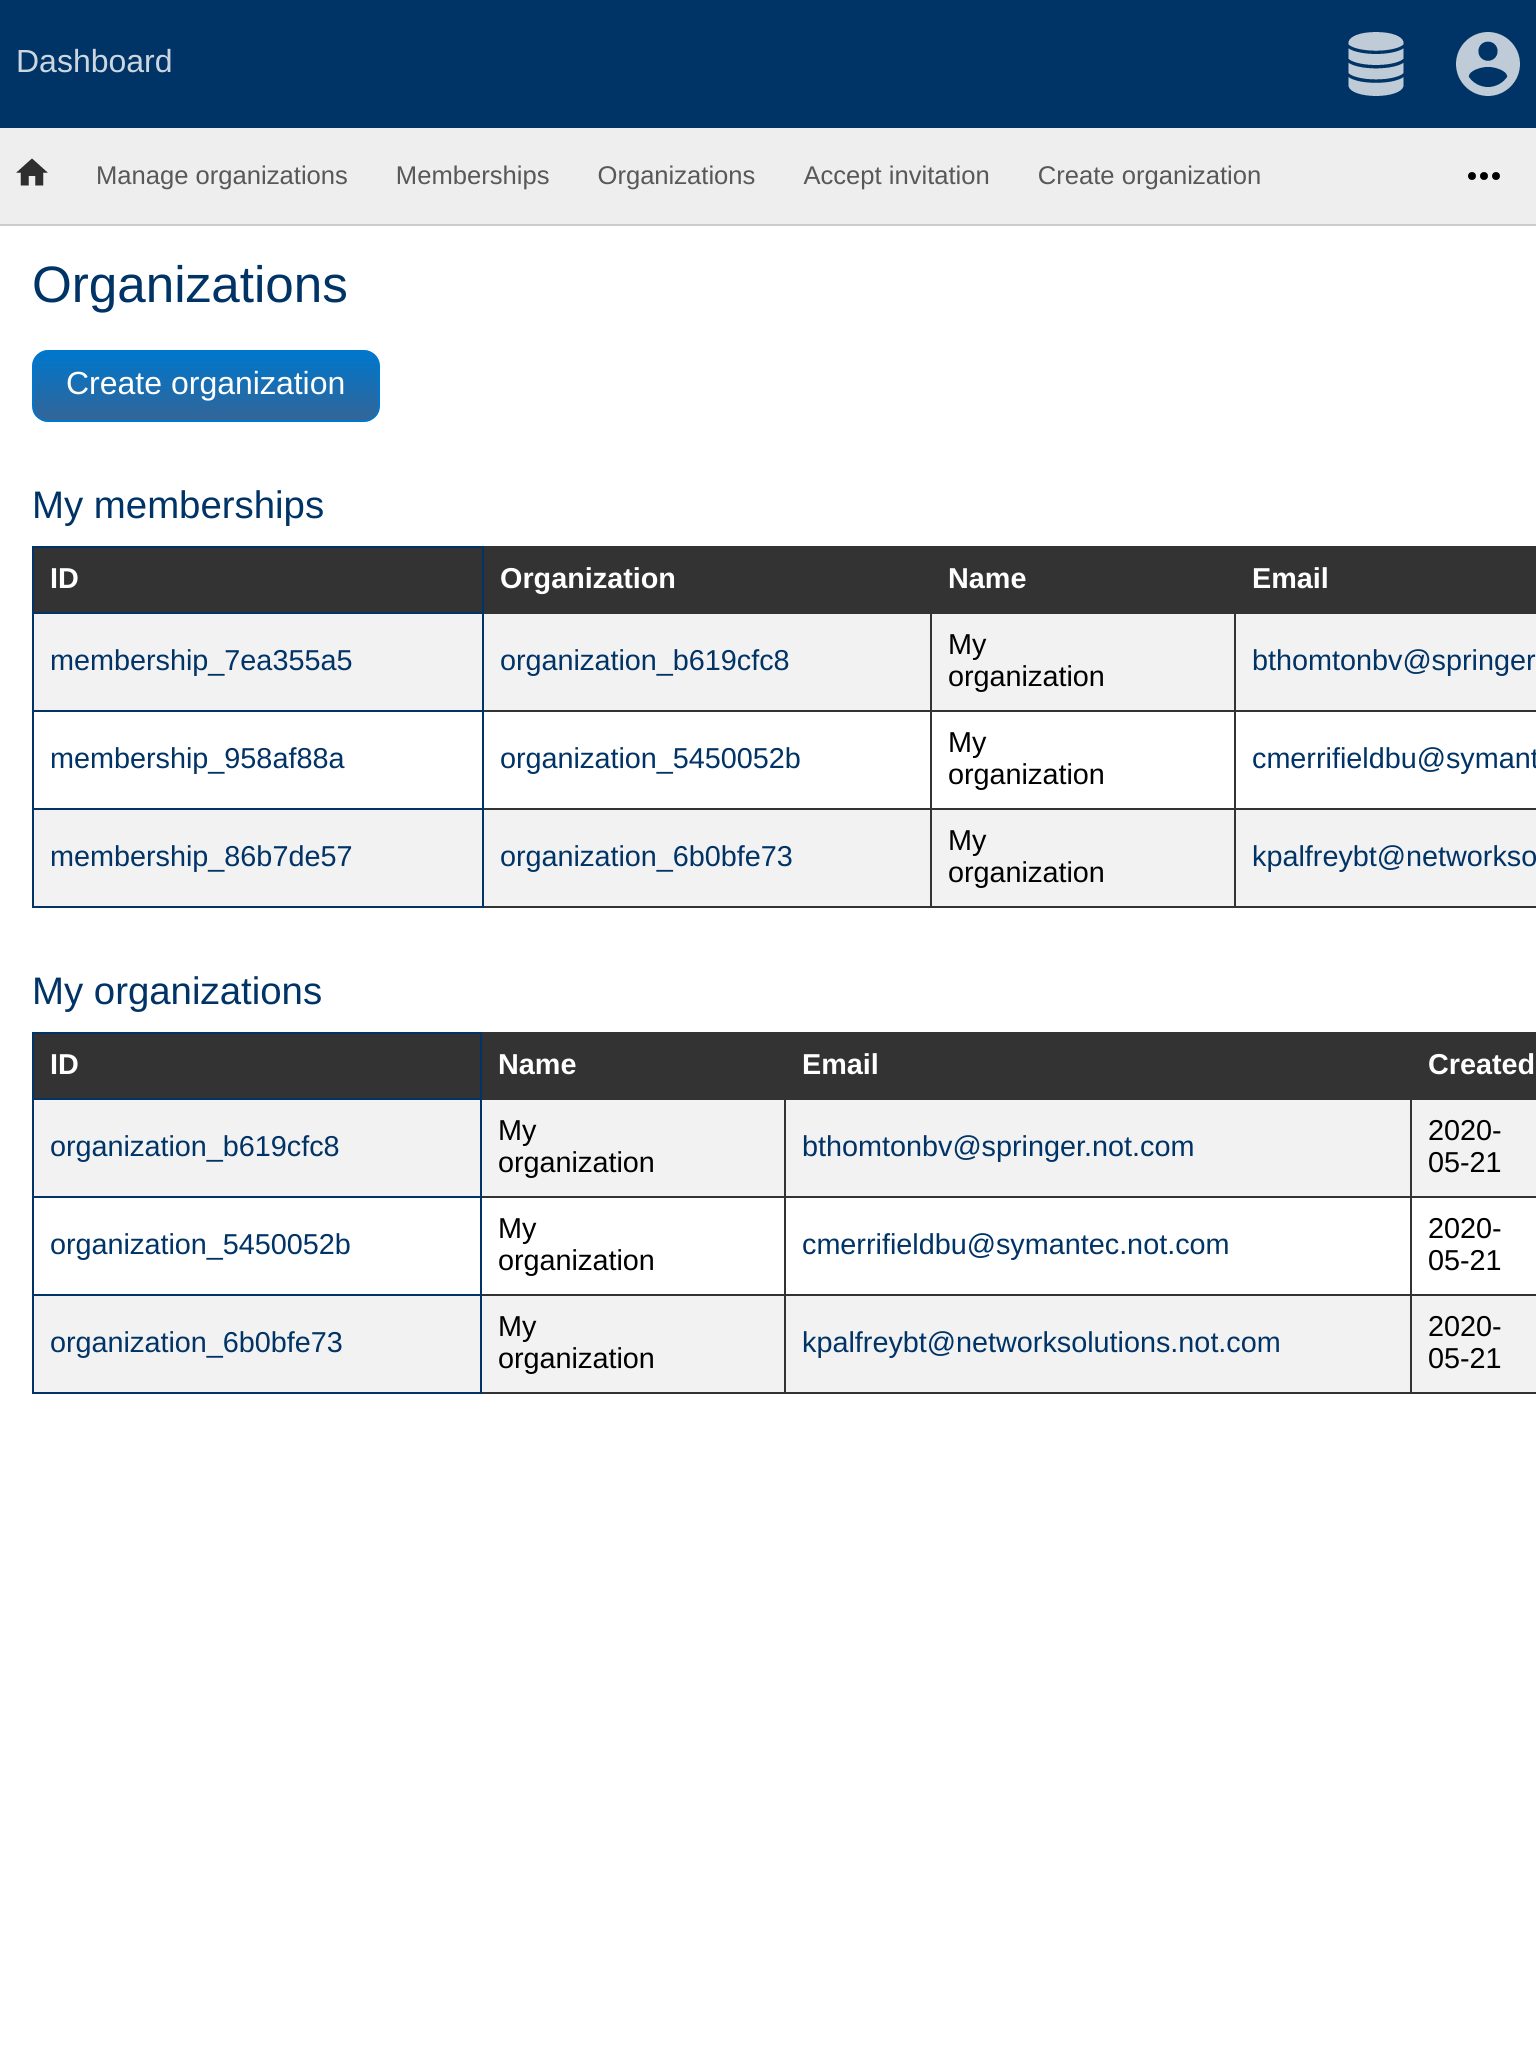 Dashboard
Manage organizations Memberships Organizations Accept invitation Create organization
Organizations
Create organization
My memberships
ID Organization Name Email
membership_7ea355a5 organization_b619cfc8 My organization bthomtonbv@springer
membership_958af88a organization_5450052b My organization cmerrifieldbu@symant
membership_86b7de57 organization_6b0bfe73 My organization kpalfreybt@networkso
My organizations
ID Name Email Created
organization_b619cfc8 My organization bthomtonbv@springer.not.com 2020-05-21
organization_5450052b My organization cmerrifieldbu@symantec.not.com 2020-05-21
organization_6b0bfe73 My organization kpalfreybt@networksolutions.not.com 2020-05-21